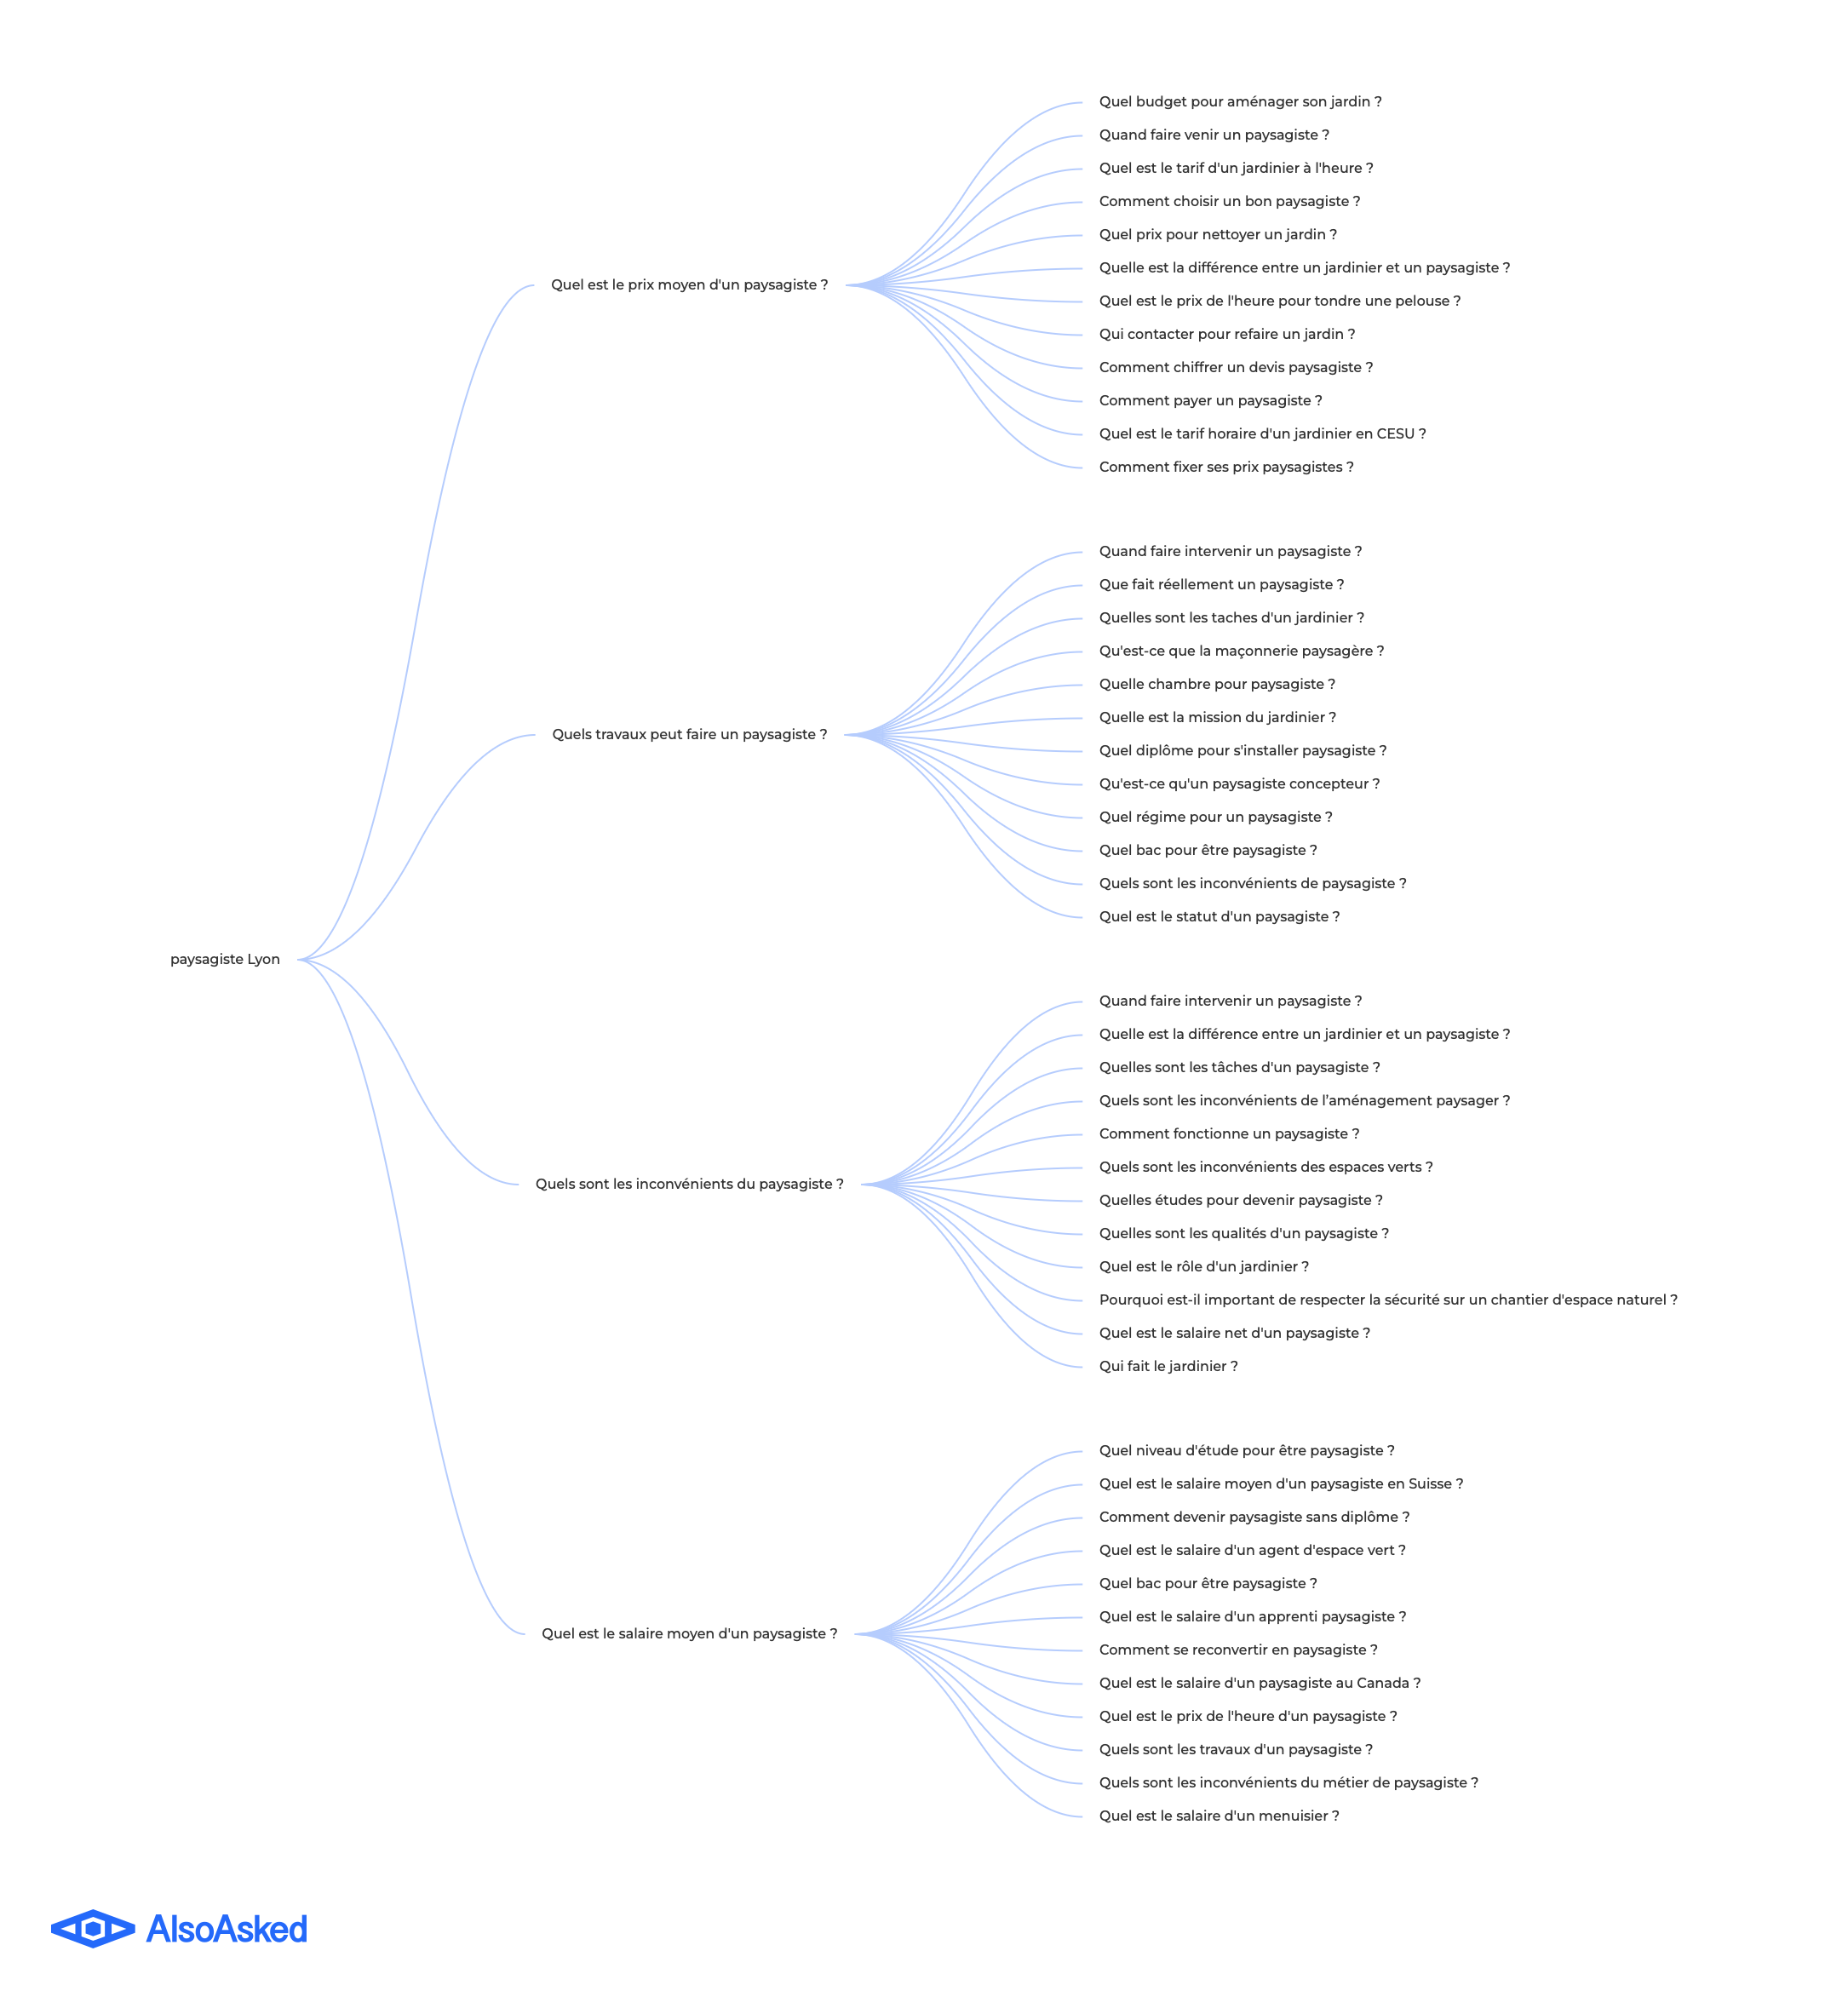 paysagiste Lyon
Quel est le prix moyen d'un paysagiste ?
Quel budget pour aménager son jardin ?
Quand faire venir un paysagiste ?
Quel est le tarif d'un jardinier à l'heure ?
Comment choisir un bon paysagiste ?
Quel prix pour nettoyer un jardin ?
Quelle est la différence entre un jardinier et un paysagiste ?
Quel est le prix de l'heure pour tondre une pelouse ?
Qui contacter pour refaire un jardin ?
Comment chiffrer un devis paysagiste ?
Comment payer un paysagiste ?
Quel est le tarif horaire d'un jardinier en CESU ?
Comment fixer ses prix paysagistes ?
Quels travaux peut faire un paysagiste ?
Quand faire intervenir un paysagiste ?
Que fait réellement un paysagiste ?
Quelles sont les taches d'un jardinier ?
Qu'est-ce que la maçonnerie paysagère ?
Quelle chambre pour paysagiste ?
Quelle est la mission du jardinier ?
Quel diplôme pour s'installer paysagiste ?
Qu'est-ce qu'un paysagiste concepteur ?
Quel régime pour un paysagiste ?
Quel bac pour être paysagiste ?
Quels sont les inconvénients de paysagiste ?
Quel est le statut d'un paysagiste ?
Quels sont les inconvénients du paysagiste ?
Quand faire intervenir un paysagiste ?
Quelle est la différence entre un jardinier et un paysagiste ?
Quelles sont les tâches d'un paysagiste ?
Quels sont les inconvénients de l'aménagement paysager ?
Comment fonctionne un paysagiste ?
Quels sont les inconvénients des espaces verts ?
Quelles études pour devenir paysagiste ?
Quelles sont les qualités d'un paysagiste ?
Quel est le rôle d'un jardinier ?
Pourquoi est-il important de respecter la sécurité sur un chantier d'espace naturel ?
Quel est le salaire net d'un paysagiste ?
Qui fait le jardinier ?
Quel est le salaire moyen d'un paysagiste ?
Quel niveau d'étude pour être paysagiste ?
Quel est le salaire moyen d'un paysagiste en Suisse ?
Comment devenir paysagiste sans diplôme ?
Quel est le salaire d'un agent d'espace vert ?
Quel bac pour être paysagiste ?
Quel est le salaire d'un apprenti paysagiste ?
Comment se reconvertir en paysagiste ?
Quel est le salaire d'un paysagiste au Canada ?
Quel est le prix de l'heure d'un paysagiste ?
Quels sont les travaux d'un paysagiste ?
Quels sont les inconvénients du métier de paysagiste ?
Quel est le salaire d'un menuisier ?
AlsoAsked